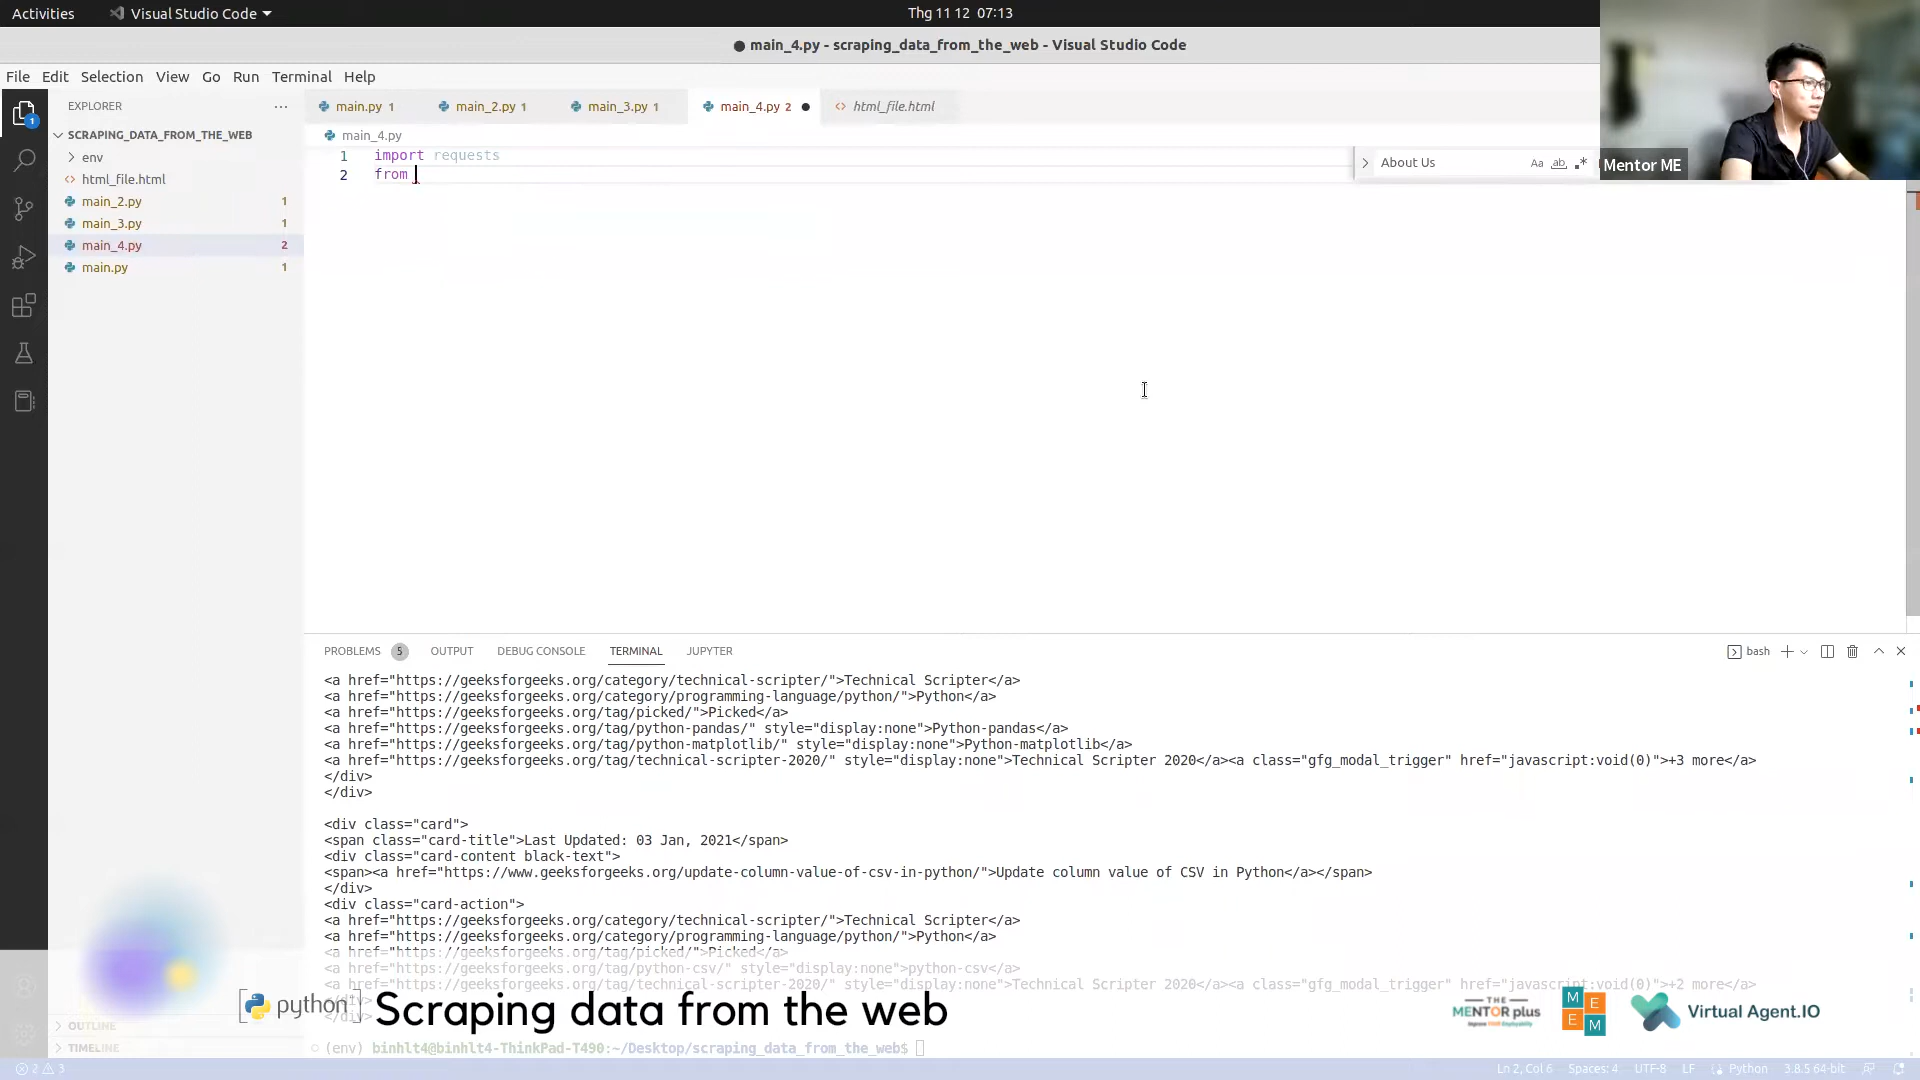 Activities Visual Studio Code Thg 11 12 07:13
● main_4.py - scraping_data_from_the_web - Visual Studio Code
File Edit Selection View Go Run Terminal Help
EXPLORER ···
main.py 1 main_2.py 1 main_3.py 1 main_4.py 2 ● html_file.html
SCRAPING_DATA_FROM_THE_WEB
env
html_file.html
main_2.py 1
main_3.py 1
main_4.py 2
main.py 1
main_4.py
1 import requests
2 from
About Us Aa ab .*
Mentor ME
PROBLEMS 5 OUTPUT DEBUG CONSOLE TERMINAL JUPYTER bash
<a href="https://geeksforgeeks.org/category/technical-scripter/">Technical Scripter</a>
<a href="https://geeksforgeeks.org/category/programming-language/python/">Python</a>
<a href="https://geeksforgeeks.org/tag/picked/">Picked</a>
<a href="https://geeksforgeeks.org/tag/python-pandas/" style="display:none">Python-pandas</a>
<a href="https://geeksforgeeks.org/tag/python-matplotlib/" style="display:none">Python-matplotlib</a>
<a href="https://geeksforgeeks.org/tag/technical-scripter-2020/" style="display:none">Technical Scripter 2020</a><a class="gfg_modal_trigger" href="javascript:void(0)">+3 more</a>
</div>
</div>
<div class="card">
<span class="card-title">Last Updated: 03 Jan, 2021</span>
<div class="card-content black-text">
<span><a href="https://www.geeksforgeeks.org/update-column-value-of-csv-in-python/">Update column value of CSV in Python</a></span>
</div>
<div class="card-action">
<a href="https://geeksforgeeks.org/category/technical-scripter/">Technical Scripter</a>
<a href="https://geeksforgeeks.org/category/programming-language/python/">Python</a>
<a href="https://geeksforgeeks.org/tag/picked/">Picked</a>
<a href="https://geeksforgeeks.org/tag/python-csv/" style="display:none">python-csv</a>
<a href="https://geeksforgeeks.org/tag/technical-scripter-2020/" style="display:none">Technical Scripter 2020</a><a class="gfg_modal_trigger" href="javascript:void(0)">+2 more</a>
</div>
[python] Scraping data from the web
THE MENTOR plus
M E E M
Virtual Agent.IO
OUTLINE
TIMELINE
(env) binhlt4@binhlt4-ThinkPad-T490:~/Desktop/scraping_data_from_the_web$
2 3 Ln 2, Col 6 Spaces: 4 UTF-8 LF Python 3.8.5 64-bit